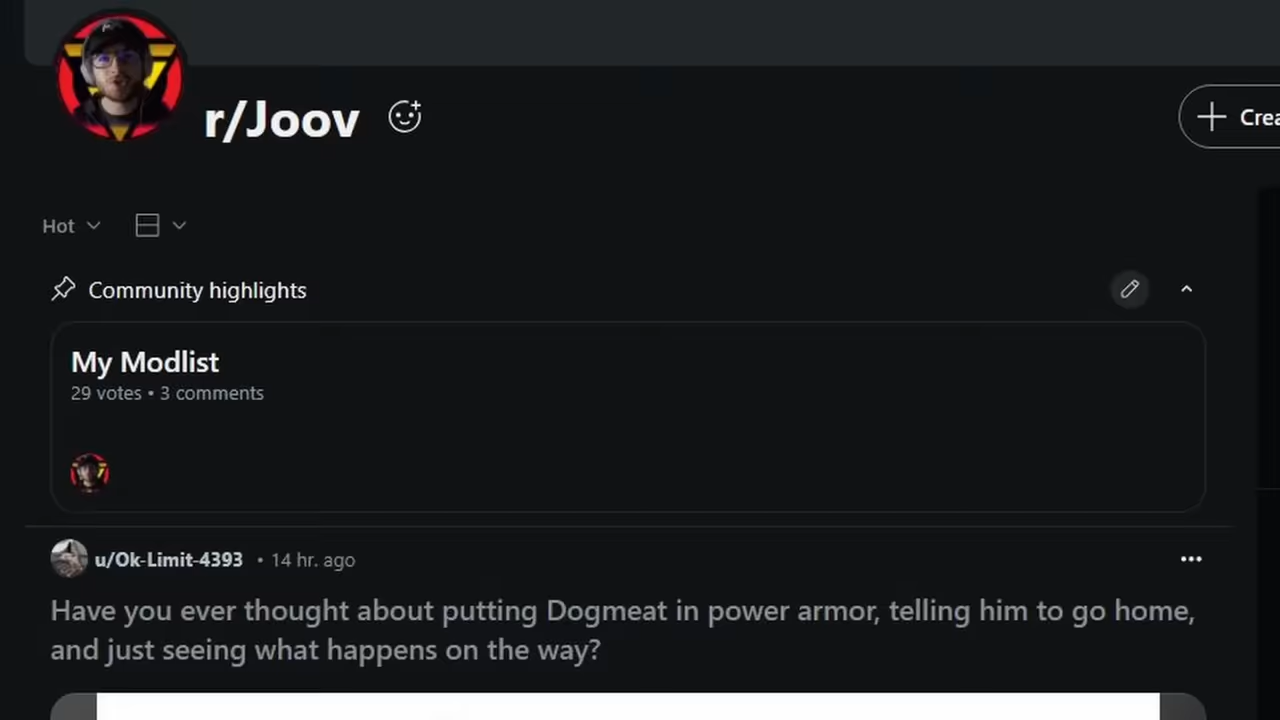 r/Joov
Hot
Community highlights
My Modlist
29 votes • 3 comments
u/Ok-Limit-4393 • 14 hr. ago
Have you ever thought about putting Dogmeat in power armor, telling him to go home,
and just seeing what happens on the way?